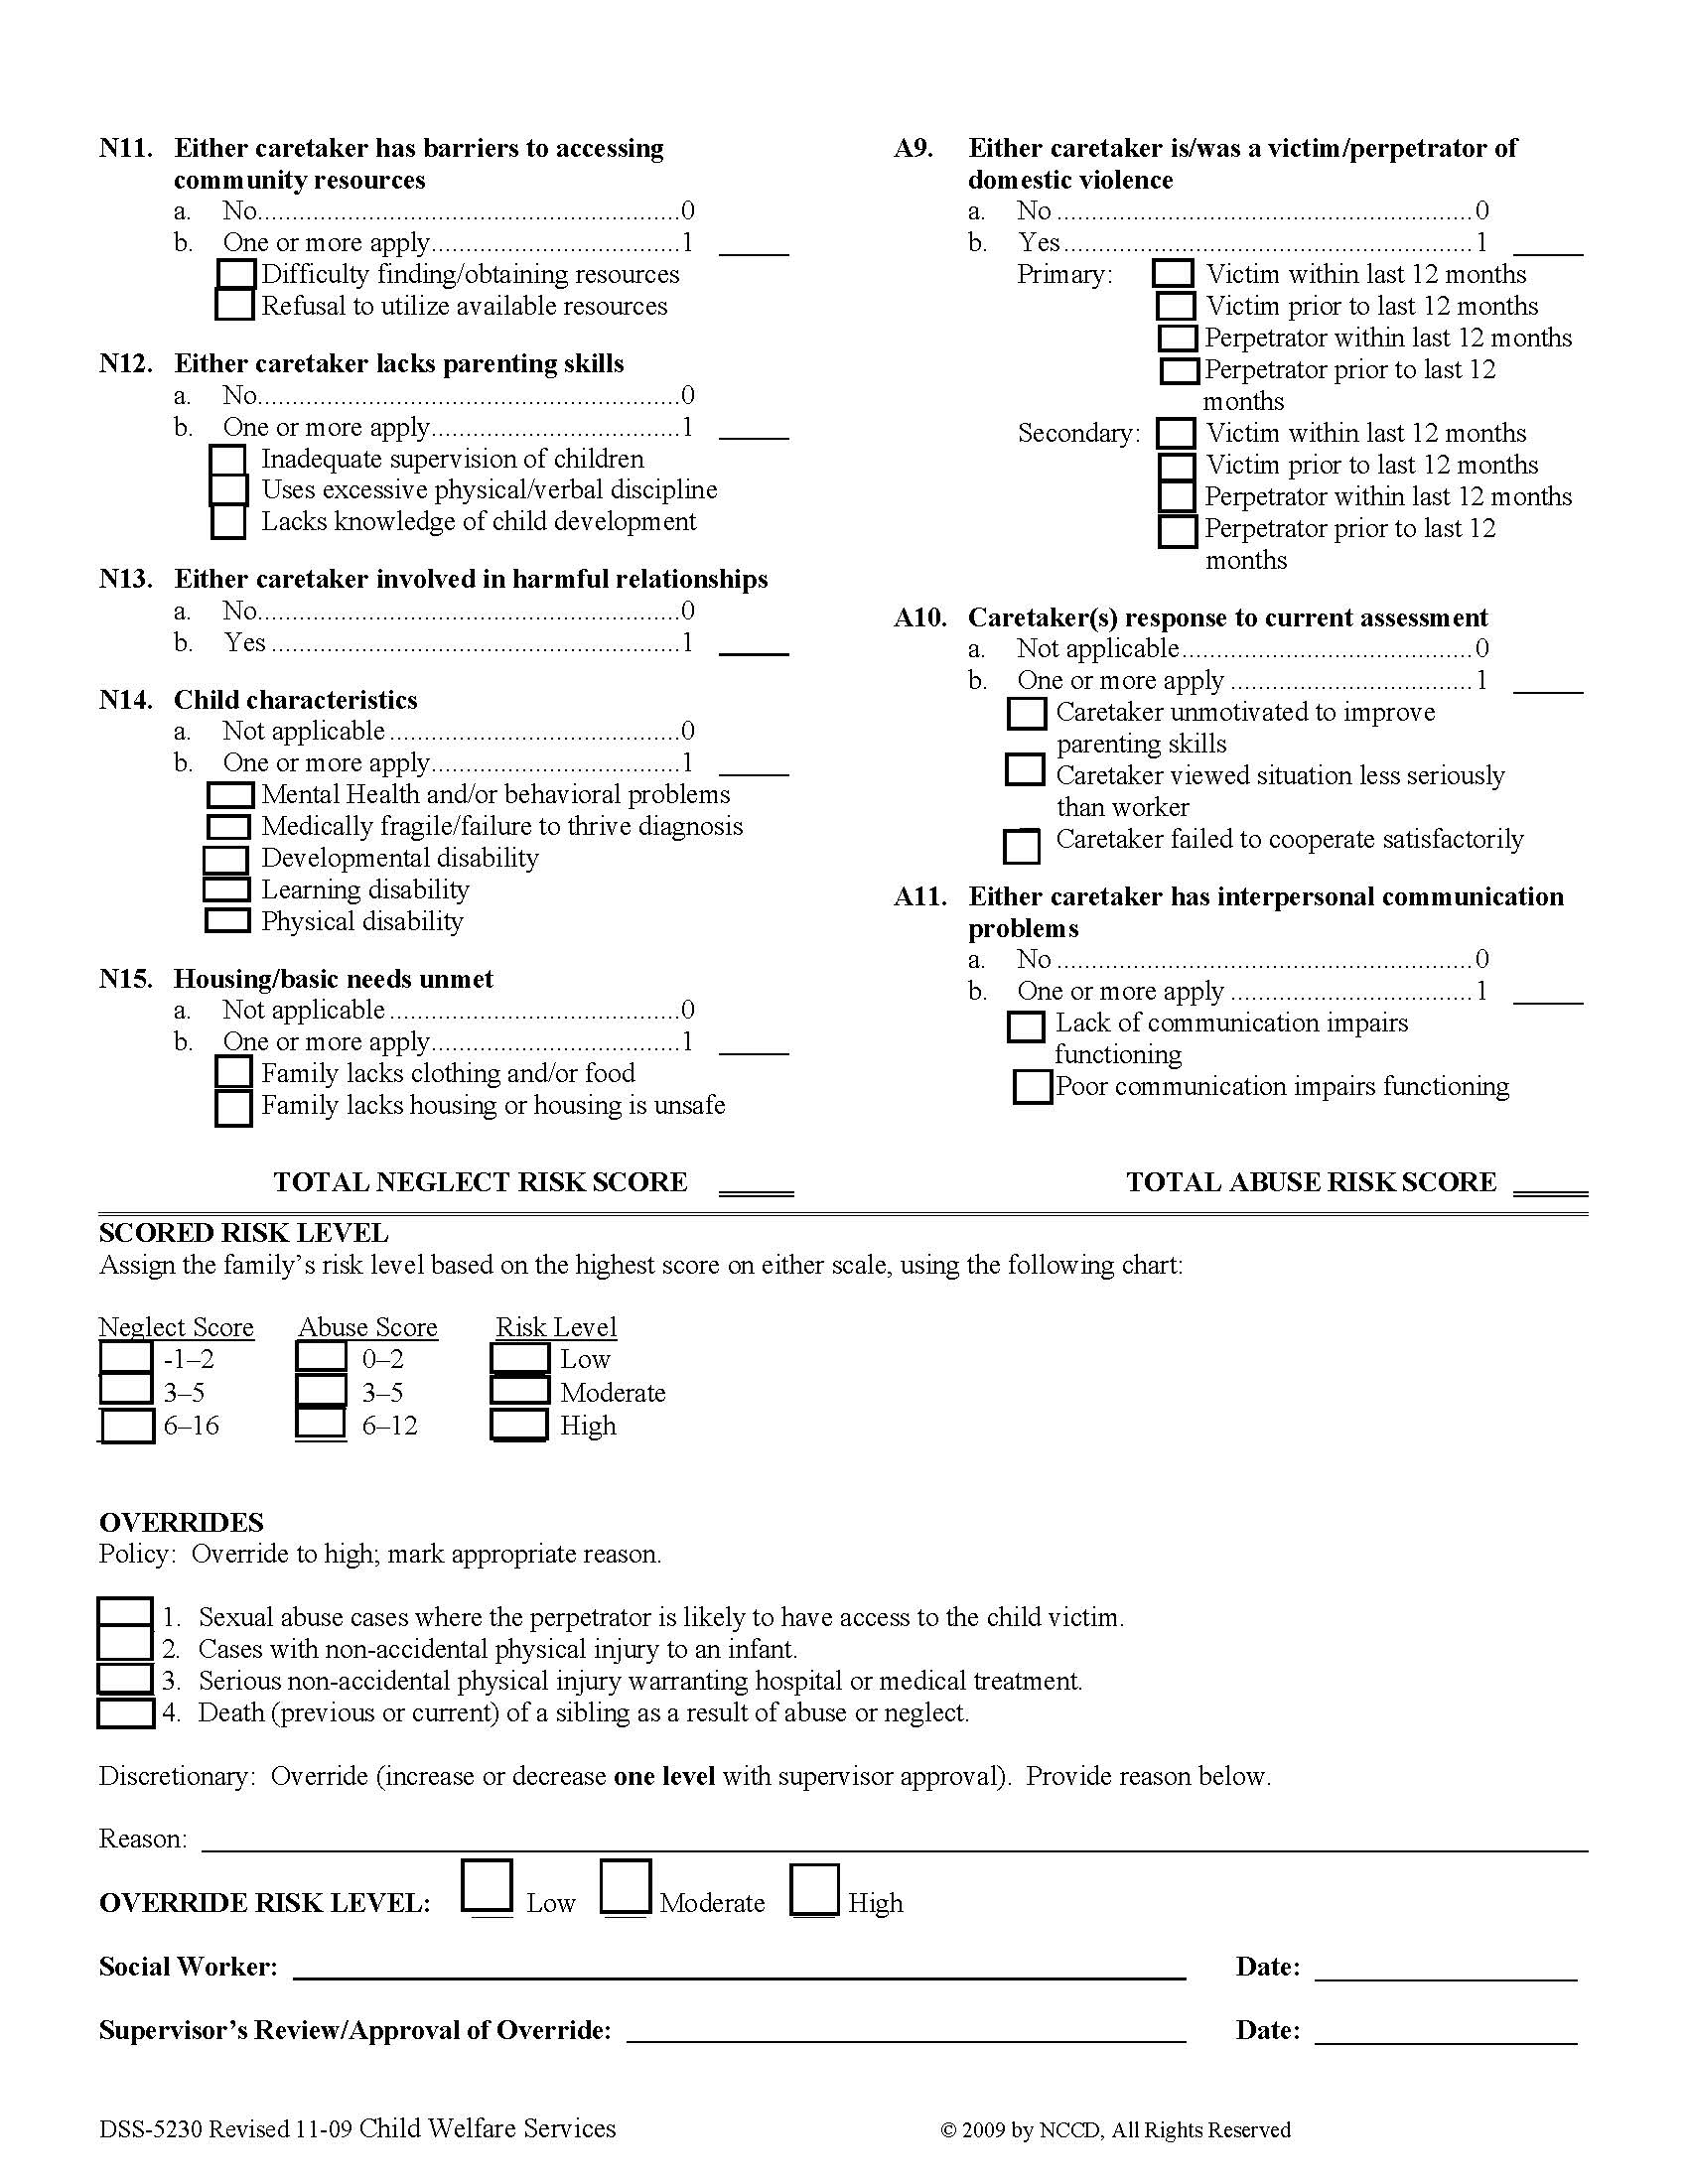 N11. Either caretaker has barriers to accessing
community resources
a. No.............................................................0
b. One or more apply....................................1 _____
Difficulty finding/obtaining resources
Refusal to utilize available resources
N12. Either caretaker lacks parenting skills
a. No.............................................................0
b. One or more apply....................................1 _____
Inadequate supervision of children
Uses excessive physical/verbal discipline
Lacks knowledge of child development
N13. Either caretaker involved in harmful relationships
a. No.............................................................0
b. Yes ...........................................................1 _____
N14. Child characteristics
a. Not applicable ..........................................0
b. One or more apply....................................1 _____
Mental Health and/or behavioral problems
Medically fragile/failure to thrive diagnosis
Developmental disability
Learning disability
Physical disability
N15. Housing/basic needs unmet
a. Not applicable ..........................................0
b. One or more apply....................................1 _____
Family lacks clothing and/or food
Family lacks housing or housing is unsafe
TOTAL NEGLECT RISK SCORE _____
A9. Either caretaker is/was a victim/perpetrator of
domestic violence
a. No ............................................................0
b. Yes ...........................................................1 _____
Primary: Victim within last 12 months
Victim prior to last 12 months
Perpetrator within last 12 months
Perpetrator prior to last 12
months
Secondary: Victim within last 12 months
Victim prior to last 12 months
Perpetrator within last 12 months
Perpetrator prior to last 12
months
A10. Caretaker(s) response to current assessment
a. Not applicable..........................................0
b. One or more apply ...................................1 _____
Caretaker unmotivated to improve
parenting skills
Caretaker viewed situation less seriously
than worker
Caretaker failed to cooperate satisfactorily
A11. Either caretaker has interpersonal communication
problems
a. No ............................................................0
b. One or more apply ...................................1 _____
Lack of communication impairs
functioning
Poor communication impairs functioning
TOTAL ABUSE RISK SCORE _____
SCORED RISK LEVEL
Assign the family’s risk level based on the highest score on either scale, using the following chart:
Neglect Score Abuse Score Risk Level
-1–2 0–2 Low
3–5 3–5 Moderate
6–16 6–12 High
OVERRIDES
Policy: Override to high; mark appropriate reason.
1. Sexual abuse cases where the perpetrator is likely to have access to the child victim.
2. Cases with non-accidental physical injury to an infant.
3. Serious non-accidental physical injury warranting hospital or medical treatment.
4. Death (previous or current) of a sibling as a result of abuse or neglect.
Discretionary: Override (increase or decrease one level with supervisor approval). Provide reason below.
Reason: _____
OVERRIDE RISK LEVEL: Low Moderate High
Social Worker: _____ Date: _____
Supervisor’s Review/Approval of Override: _____ Date: _____
DSS-5230 Revised 11-09 Child Welfare Services © 2009 by NCCD, All Rights Reserved